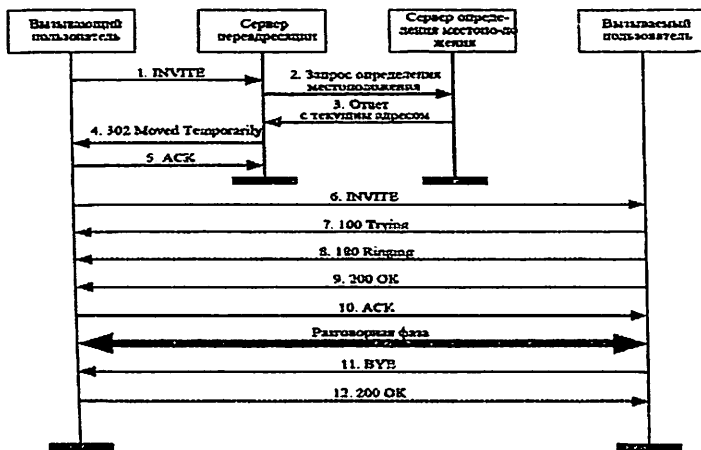 Вызывающий
пользователь
Сервер
переадресации
Сервер опреде-
ления местопо-ло
жения
Вызываемый
пользователь
1. INVITE
2. Запрос определения
местоположения
3. Ответ
с текущим адресом
4. 302 Moved Temporarily
5. ACK
6. INVITE
7. 100 Trying
8. 180 Ringing
9. 200 OK
10. ACK
Разговорная фаза
11. BYE
12. 200 OK